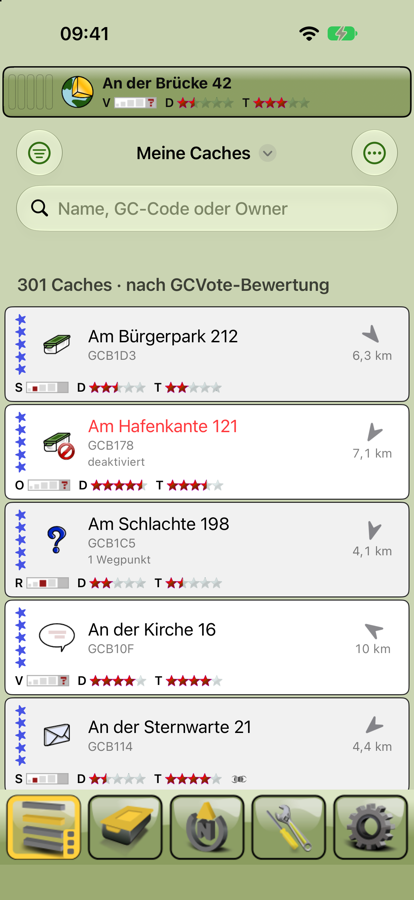 09:41
An der Brücke 42
V ? D T
Meine Caches
Name, GC-Code oder Owner
301 Caches · nach GCVote-Bewertung
Am Bürgerpark 212
GCB1D3
6,3 km
S D T
Am Hafenkante 121
GCB178
7,1 km
deaktiviert
O ? D T
Am Schlachte 198
GCB1C5
4,1 km
1 Wegpunkt
R D T
An der Kirche 16
GCB10F
10 km
V ? D T
An der Sternwarte 21
GCB114
4,4 km
S D T
N